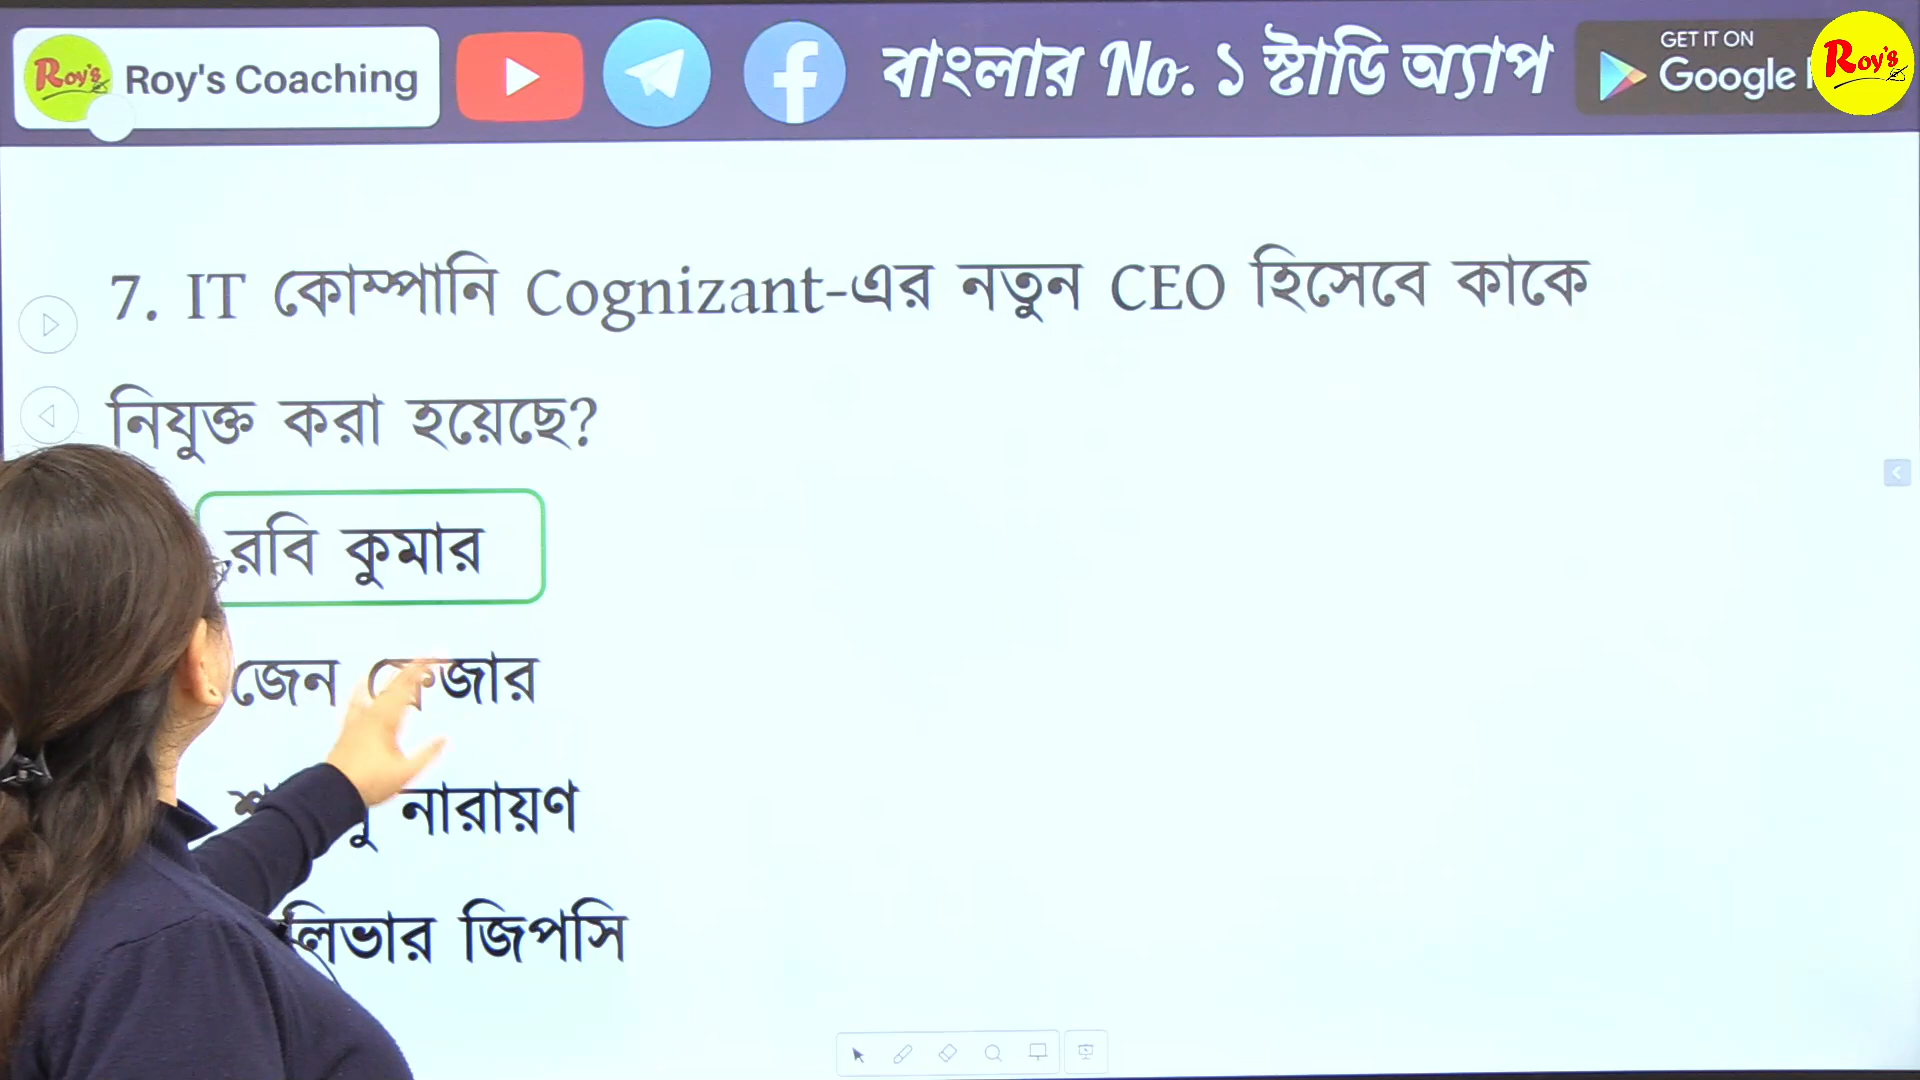 Roy's Roy's Coaching বাংলার No. ১ স্টাডি অ্যাপ GET IT ON
Google Roy's
7. IT কোম্পানি Cognizant-এর নতুন CEO হিসেবে কাকে
নিযুক্ত করা হয়েছে?
রবি কুমার
জেন ফ্রেজার
নারায়ণ
জিপসি